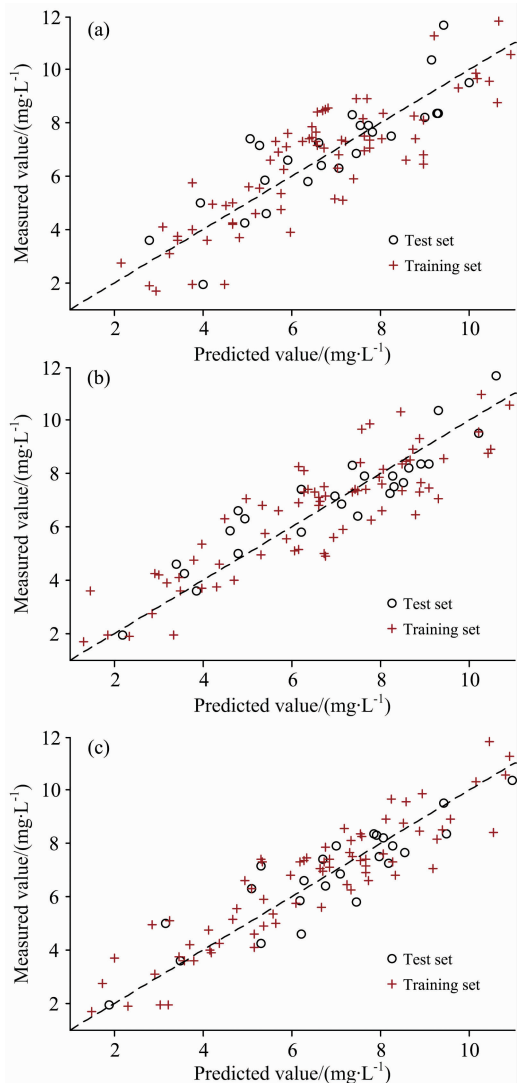 (a)
12
10
8
6
4
2
Measured value/(mg·L⁻¹)
Test set
Training set
2 4 6 8 10
Predicted value/(mg·L⁻¹)
(b)
12
10
8
6
4
2
Measured value/(mg·L⁻¹)
Test set
Training set
2 4 6 8 10
Predicted value/(mg·L⁻¹)
(c)
12
10
8
6
4
2
Measured value/(mg·L⁻¹)
Test set
Training set
2 4 6 8 10
Predicted value/(mg·L⁻¹)